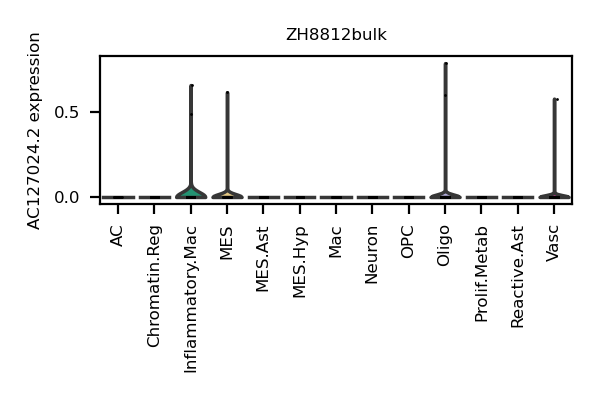 ZH8812bulk
AC127024.2 expression
0.5
0.0
AC
Chromatin.Reg
Inflammatory.Mac
MES
MES.Ast
MES.Hyp
Mac
Neuron
OPC
Oligo
Prolif.Metab
Reactive.Ast
Vasc